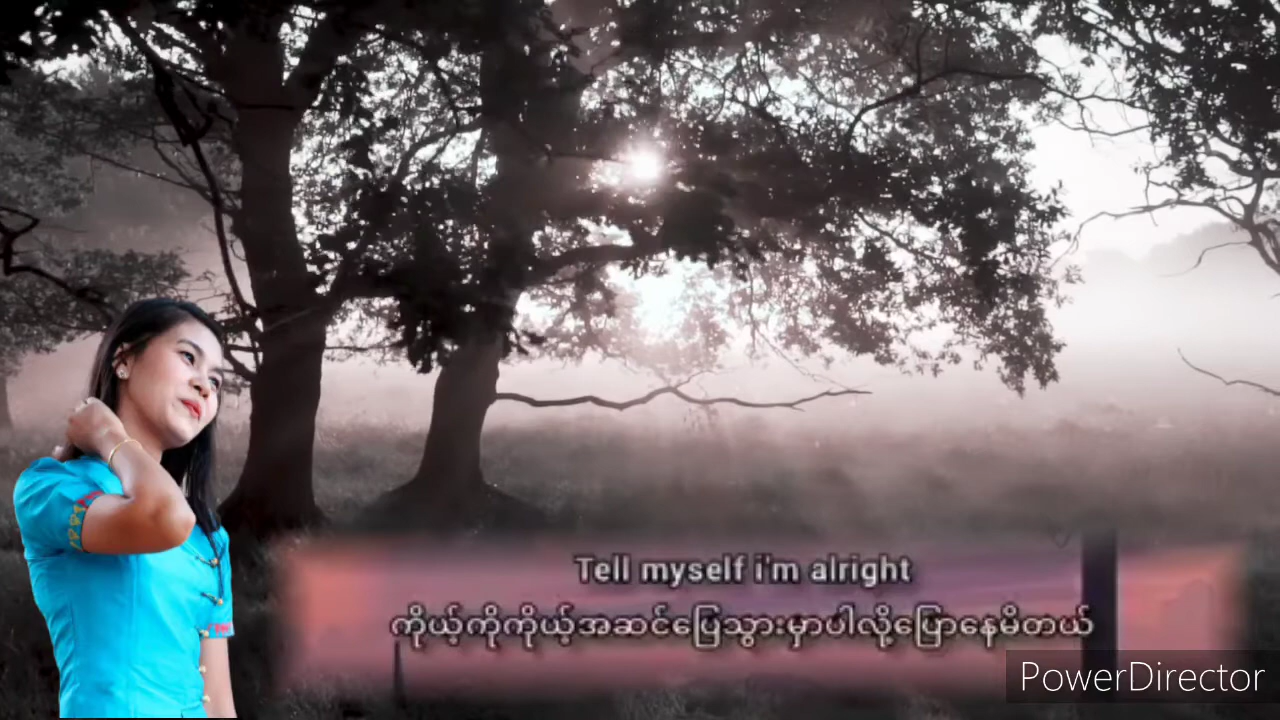 Tell myself i'm alright
ကိုယ့်ကိုကိုယ့်အဆင်ပြေသွားမှာပါလို့ပြောနေမိတယ်
PowerDirector